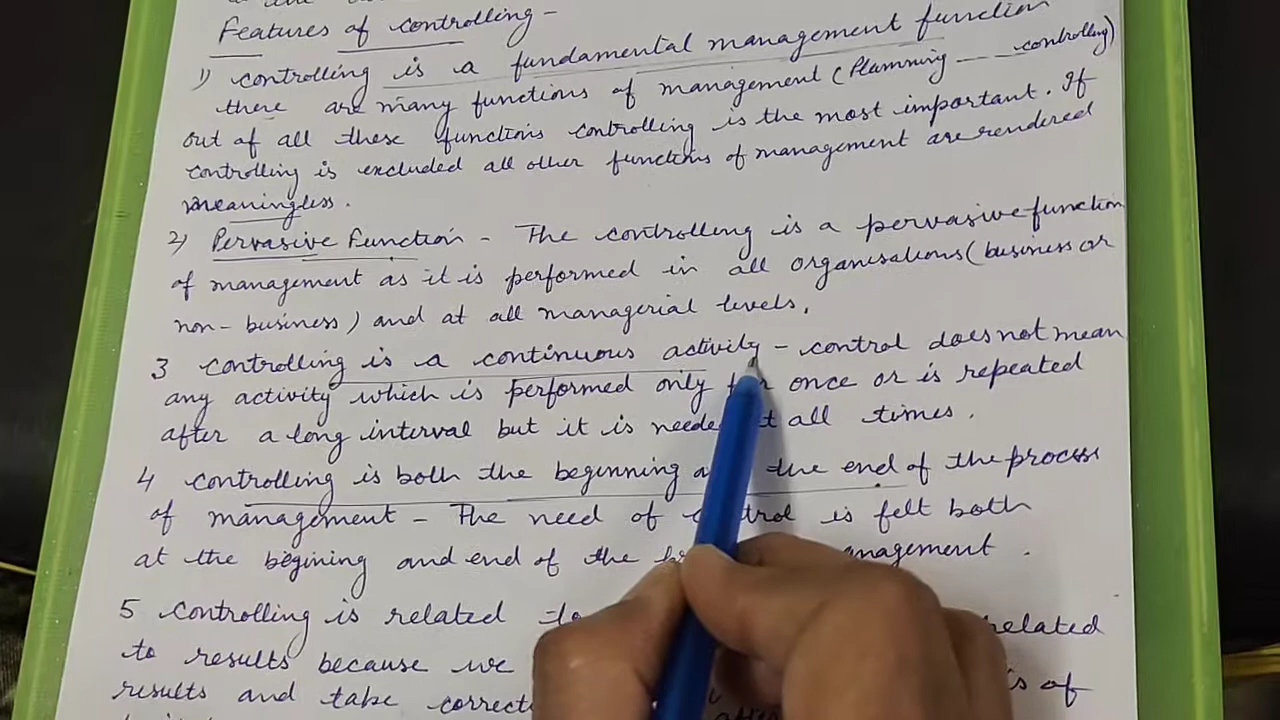 Features of controlling -
1) controlling is a fundamental management function
there are many functions of management (Planning _ _ controlling)
out of all these functions controlling is the most important. If
controlling is excluded all other functions of management are rendered
meaningless.
2) Pervasive Function - The controlling is a pervasive function
of management as it is performed in all organisations (business or
non-business) and at all managerial levels.
3 controlling is a continuous activity - control does not mean
any activity which is performed only once or is repeated
after a long interval but it is all times.
4 controlling is both the beginning the end of the process
of management - The need of is felt both
at the begining and end of the
5 controlling is related to related
to results because we
results and take of